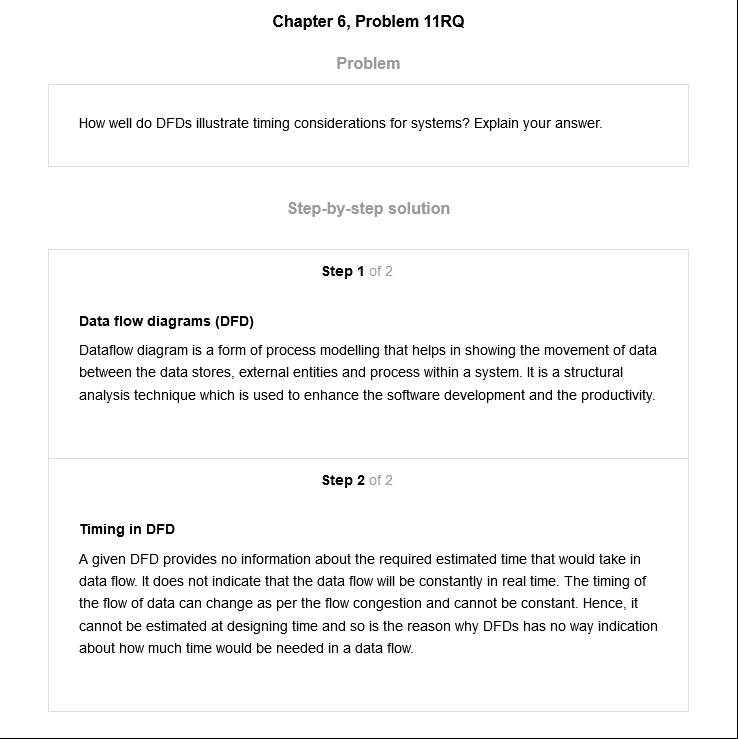 Chapter 6, Problem 11RQ
Problem
How well do DFDs illustrate timing considerations for systems? Explain your answer.
Step-by-step solution
Step 1 of 2
Data flow diagrams (DFD)
Dataflow diagram is a form of process modelling that helps in showing the movement of data
between the data stores, external entities and process within a system. It is a structural
analysis technique which is used to enhance the software development and the productivity.
Step 2 of 2
Timing in DFD
A given DFD provides no information about the required estimated time that would take in
data flow. It does not indicate that the data flow will be constantly in real time. The timing of
the flow of data can change as per the flow congestion and cannot be constant. Hence, it
cannot be estimated at designing time and so is the reason why DFDs has no way indication
about how much time would be needed in a data flow.